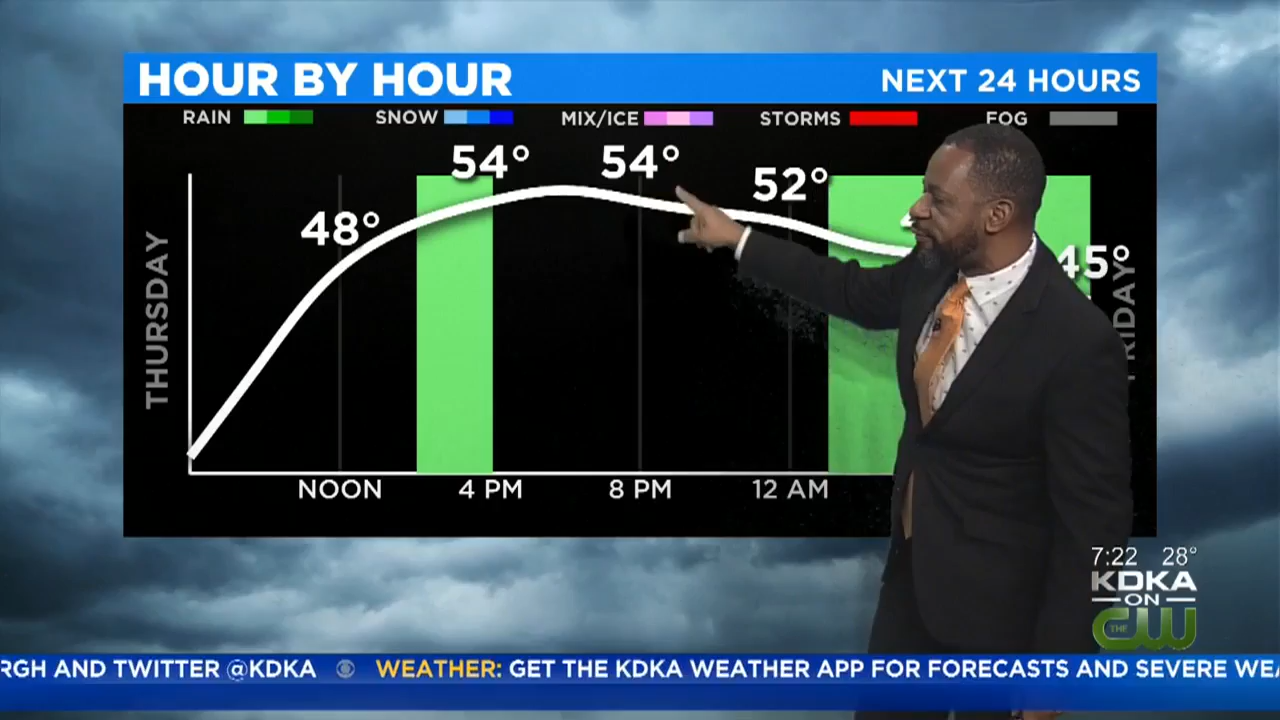 HOUR BY HOUR
NEXT 24 HOURS
RAIN
SNOW
MIX/ICE
STORMS
FOG
54°
54°
52°
48°
45°
THURSDAY
NOON
4 PM
8 PM
12 AM
7:22 28°
KDKA
ON
THE
CW
RGH AND TWITTER @KDKA WEATHER: GET THE KDKA WEATHER APP FOR FORECASTS AND SEVERE